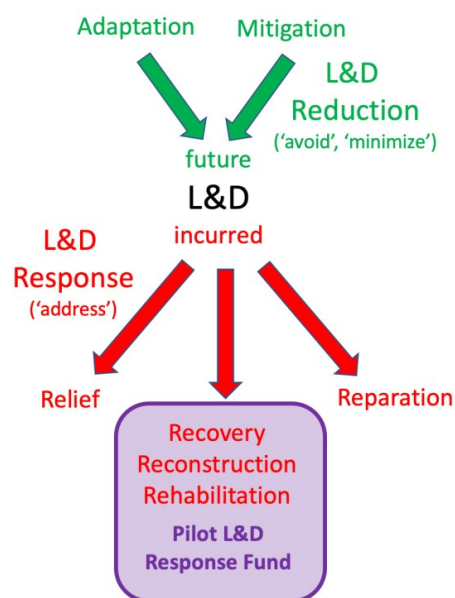 Adaptation
Mitigation
L&D
Reduction
(‘avoid’, ‘minimize’)
future
L&D
incurred
L&D
Response
(‘address’)
Relief
Reparation
Recovery
Reconstruction
Rehabilitation
Pilot L&D
Response Fund